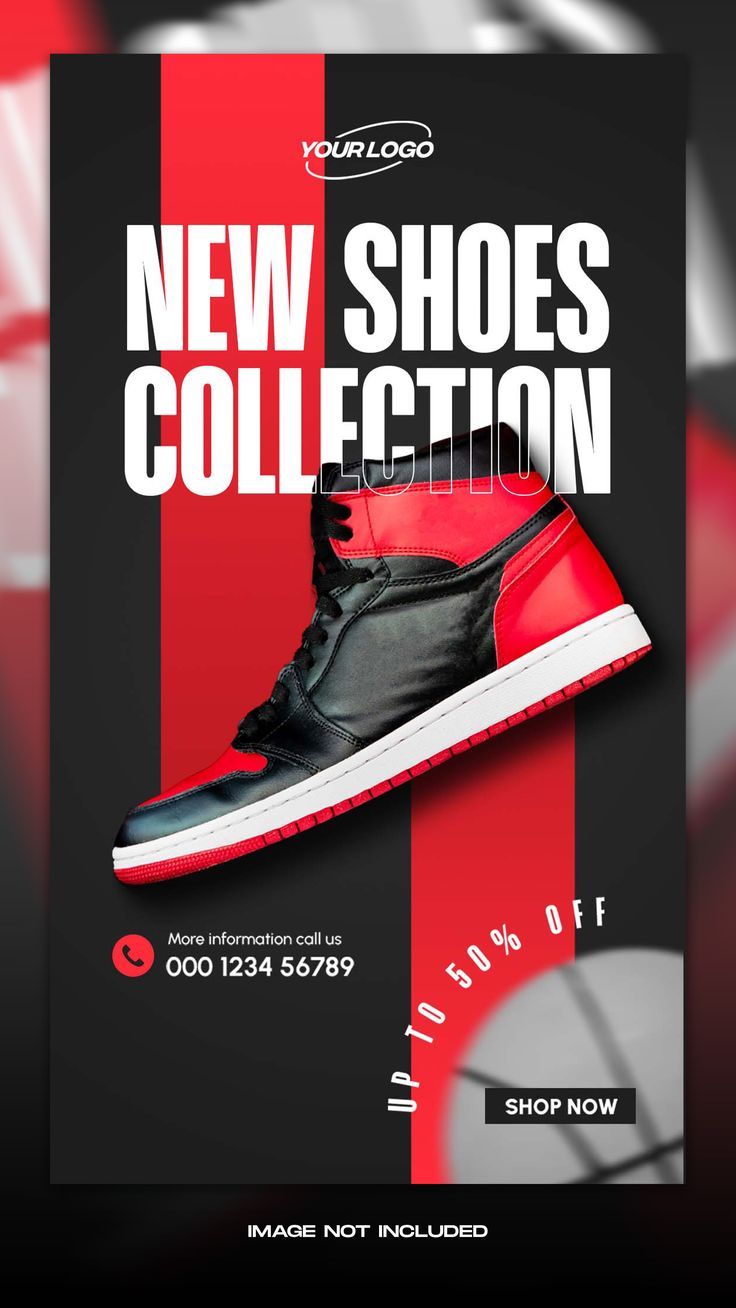 YOUR LOGO
NEW SHOES
COLLECTION
More information call us
000 1234 56789
UP TO 50% OFF
SHOP NOW
IMAGE NOT INCLUDED